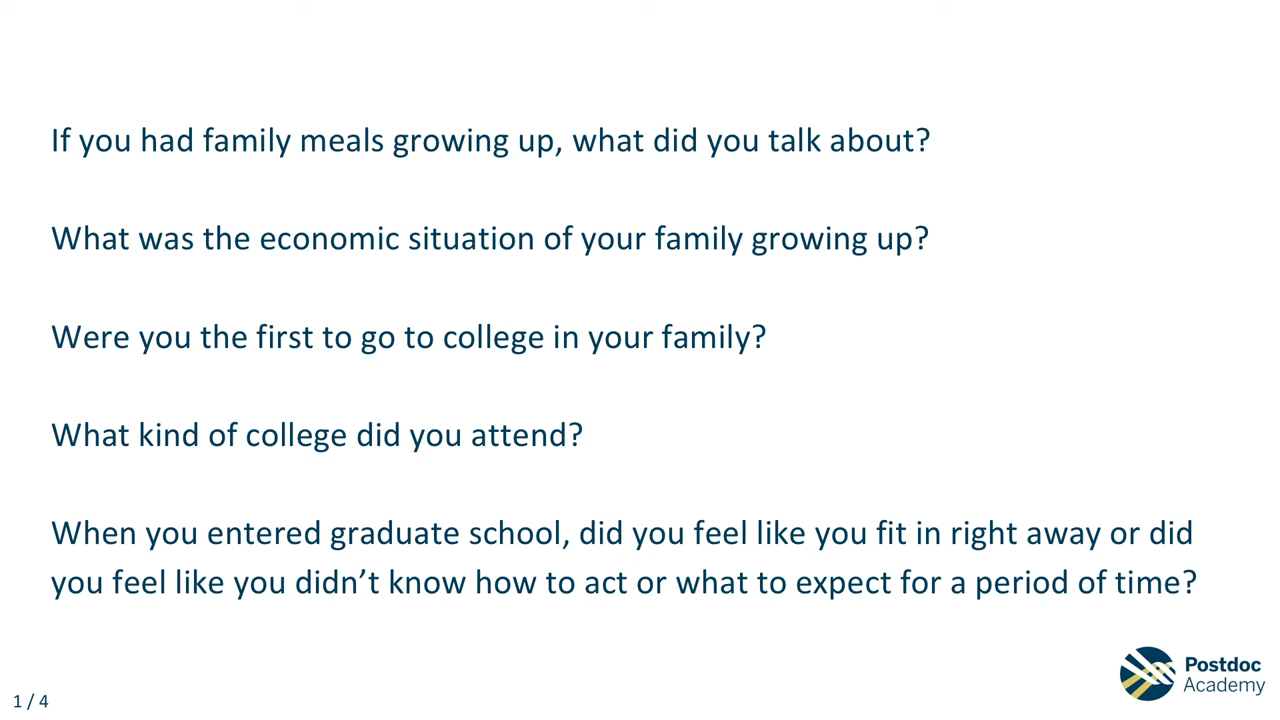 If you had family meals growing up, what did you talk about?
What was the economic situation of your family growing up?
Were you the first to go to college in your family?
What kind of college did you attend?
When you entered graduate school, did you feel like you fit in right away or did
you feel like you didn’t know how to act or what to expect for a period of time?
Postdoc
Academy
1 / 4